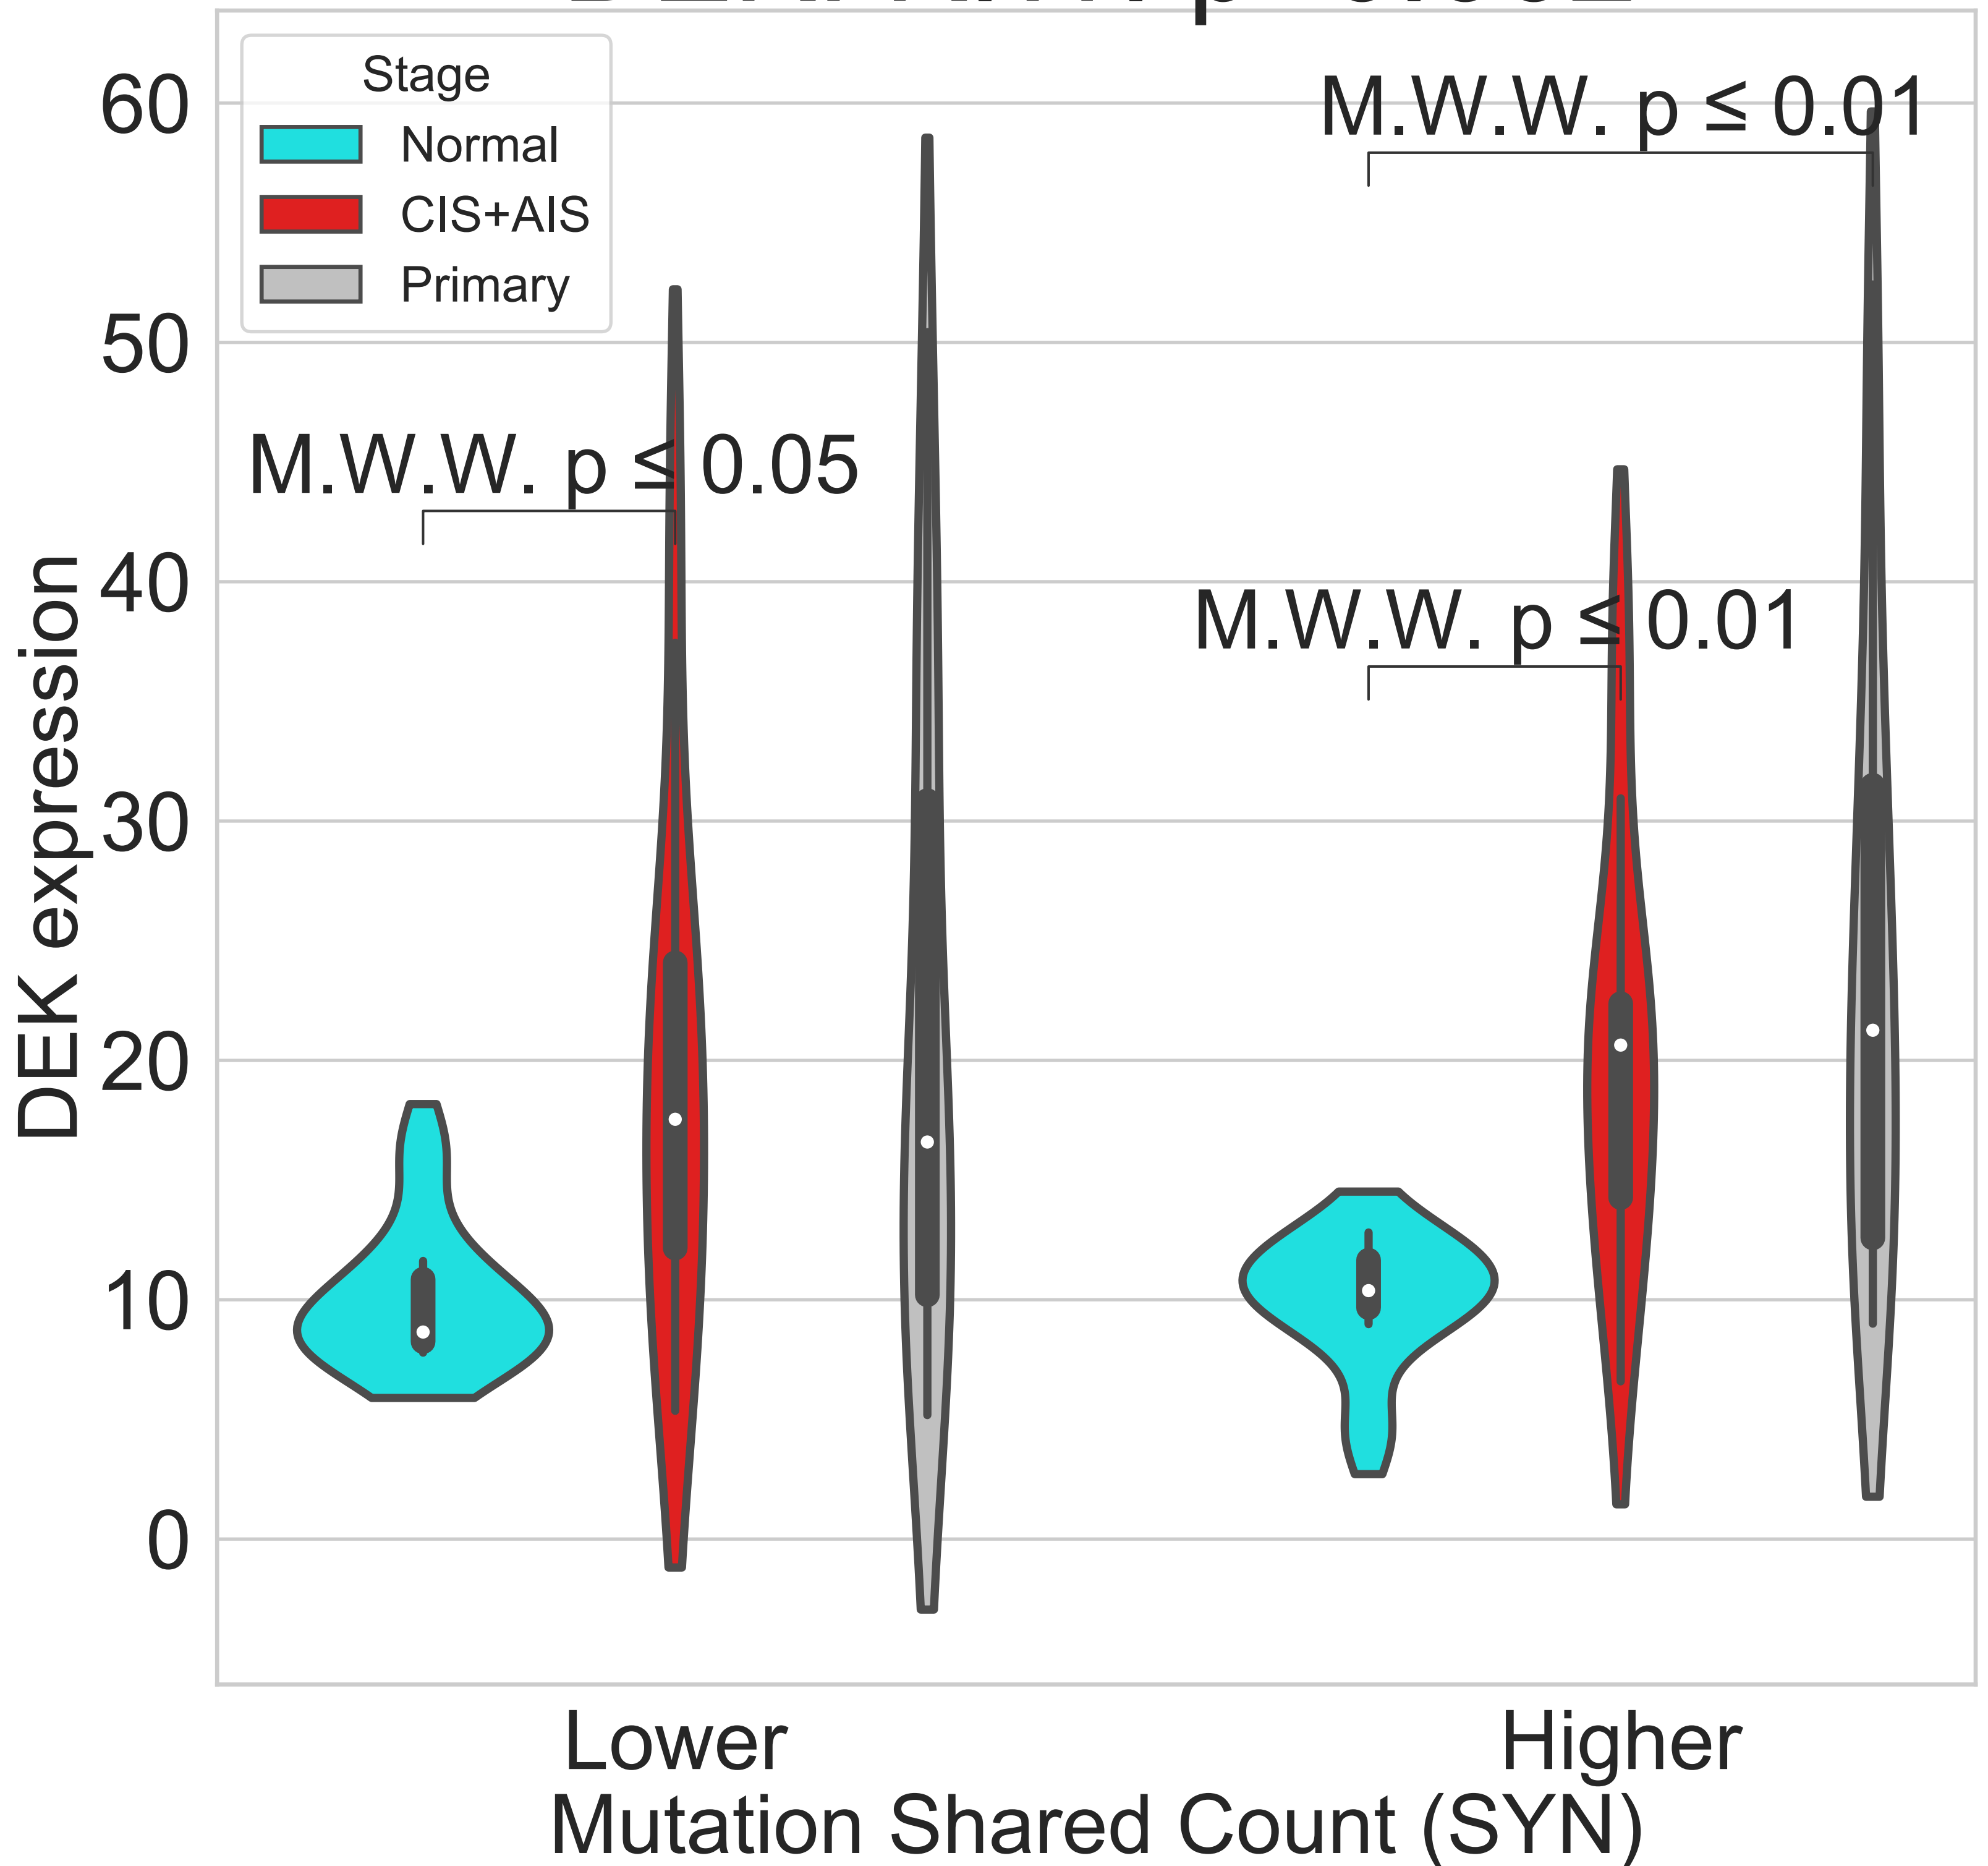 Stage
Normal
CIS+AIS
Primary
M.W.W. p ≤ 0.01
M.W.W. p ≤ 0.05
M.W.W. p ≤ 0.01
60
50
40
30
20
10
0
DEK expression
Lower
Higher
Mutation Shared Count (SYN)